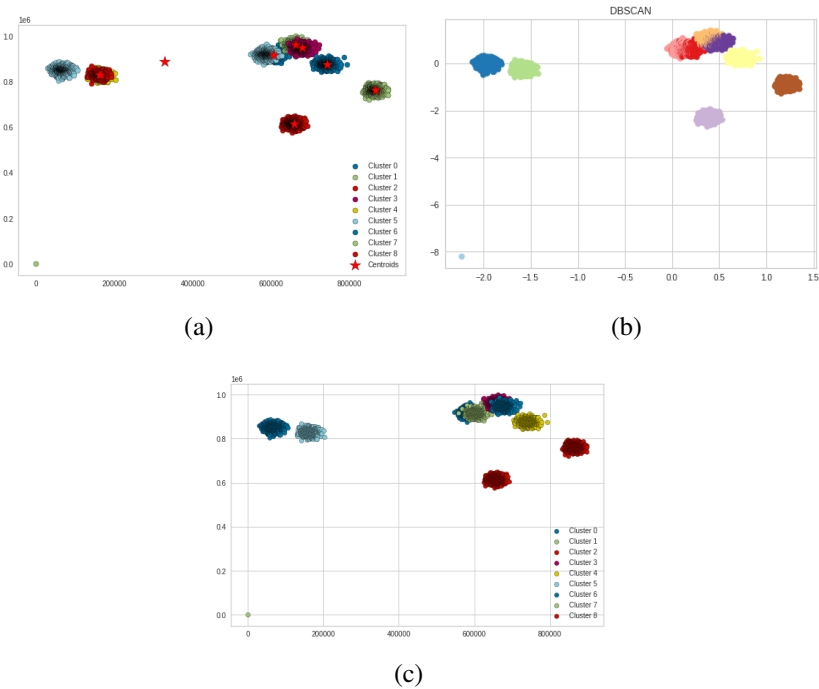 1e6
1.0
0.8
0.6
0.4
0.2
0.0
0 200000 400000 600000 800000
Cluster 0
Cluster 1
Cluster 2
Cluster 3
Cluster 4
Cluster 5
Cluster 6
Cluster 7
Cluster 8
Centroids
(a)
DBSCAN
0
−2
−4
−6
−8
−2.0 −1.5 −1.0 −0.5 0.0 0.5 1.0 1.5
(b)
1e6
1.0
0.8
0.6
0.4
0.2
0.0
0 200000 400000 600000 800000
Cluster 0
Cluster 1
Cluster 2
Cluster 3
Cluster 4
Cluster 5
Cluster 6
Cluster 7
Cluster 8
(c)